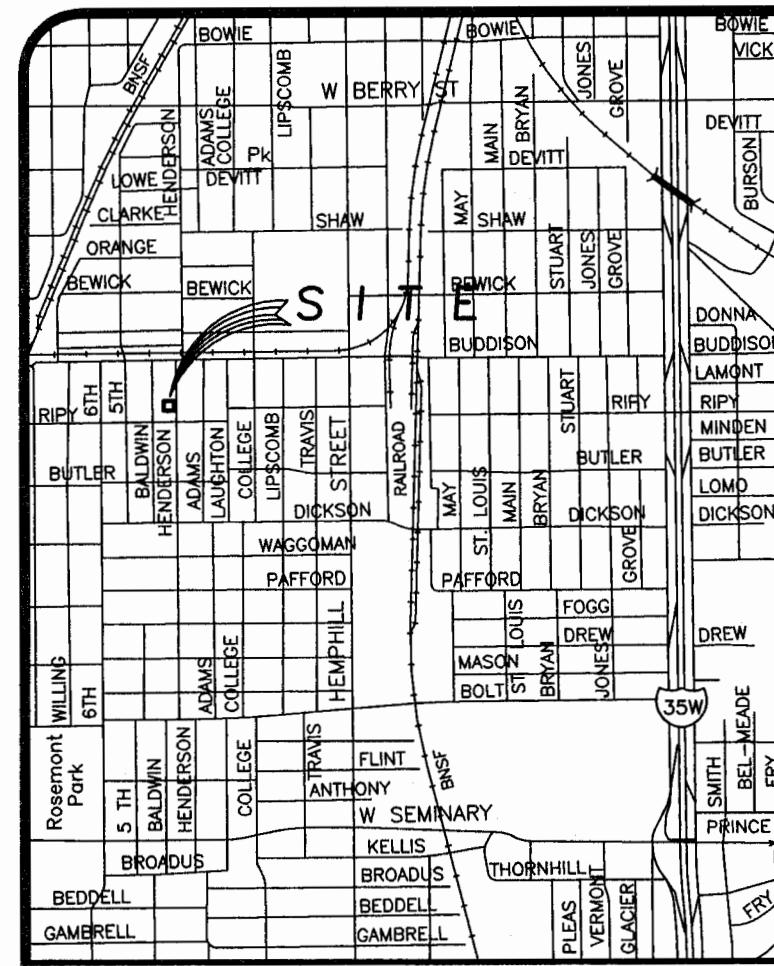 BOWIE
BOWIE
BOWIE
VICK
BNSF
LIPSCOMB
JONES
GROVE
W BERRY ST
ADAMS
COLLEGE
HENDERSON
MAIN
BRYAN
DEVITT
Pk
DEVITT
DEVITT
LOWE
BURSON
CLARKE
SHAW
MAY
SHAW
ORANGE
STUART
JONES
GROVE
BEWICK
BEWICK
BEWICK
SITE
DONNA
BUDDISON
BUDDISON
LAMONT
RIPY
6TH
5TH
STUART
RIPY
RIPY
MINDEN
BALDWIN
HENDERSON
ADAMS
LAUGHTON
COLLEGE
LIPSCOMB
TRAVIS
STREET
RAILROAD
BUTLER
BUTLER
BUTLER
LOMO
MAY
ST. LOUIS
MAIN
BRYAN
DICKSON
DICKSON
DICKSON
WAGGOMAN
GROVE
PAFFORD
PAFFORD
FOGG
ST LOUIS
DREW
DREW
BRYAN
JONES
MASON
BOLT
WILLING
6TH
ADAMS
COLLEGE
HEMPHILL
35W
Rosemont
Park
5 TH
BALDWIN
HENDERSON
COLLEGE
TRAVIS
FLINT
BNSF
ANTHONY
SMITH
BEL-MEADE
FRY
W SEMINARY
PRINCE
KELLIS
BROADUS
BROADUS
THORNHILL
BEDDELL
BEDDELL
PLEAS
VERMONT
GLACIER
FRY
GAMBRELL
GAMBRELL